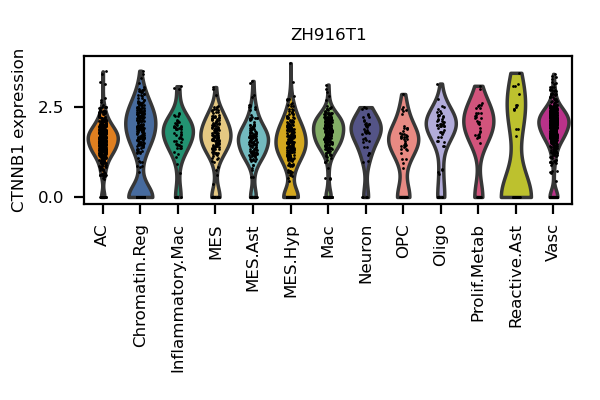 ZH916T1
CTNNB1 expression
2.5
0.0
AC
Chromatin.Reg
Inflammatory.Mac
MES
MES.Ast
MES.Hyp
Mac
Neuron
OPC
Oligo
Prolif.Metab
Reactive.Ast
Vasc